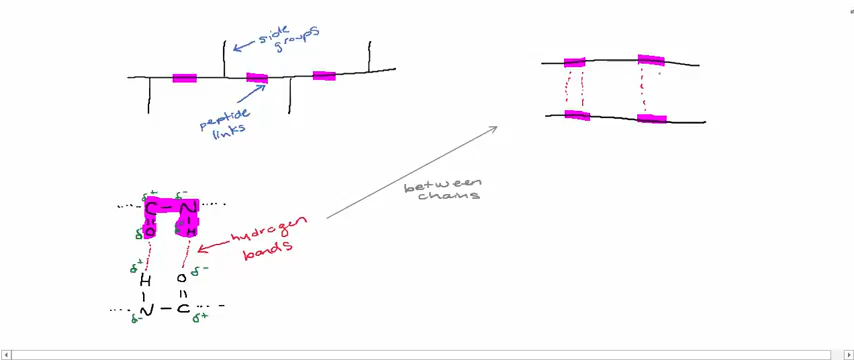 side
groups
peptide
links
between
chains
δ+ δ-
C - N
δ- O H
hydrogen
bonds
δ+ δ-
H O
N - C
δ- δ+